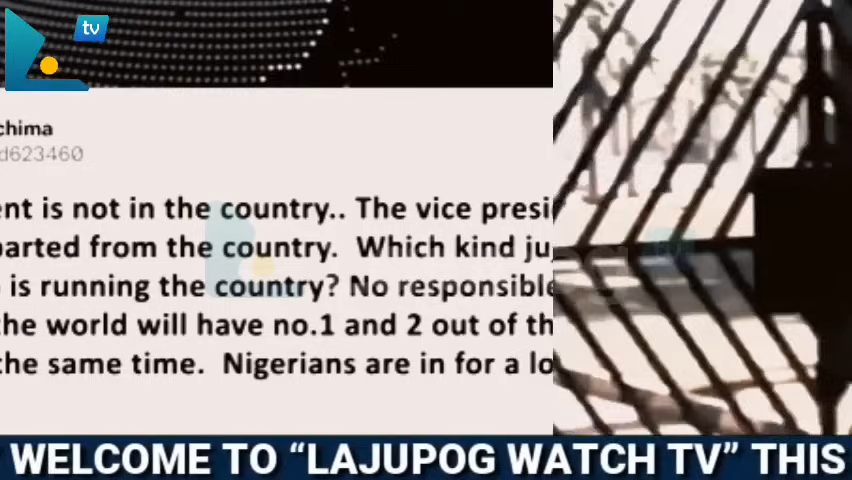 tv
chima
d623460
ent is not in the country.. The vice presi
parted from the country. Which kind ju
is running the country? No responsible
the world will have no.1 and 2 out of th
the same time. Nigerians are in for a lo
WELCOME TO “LAJUPOG WATCH TV” THIS